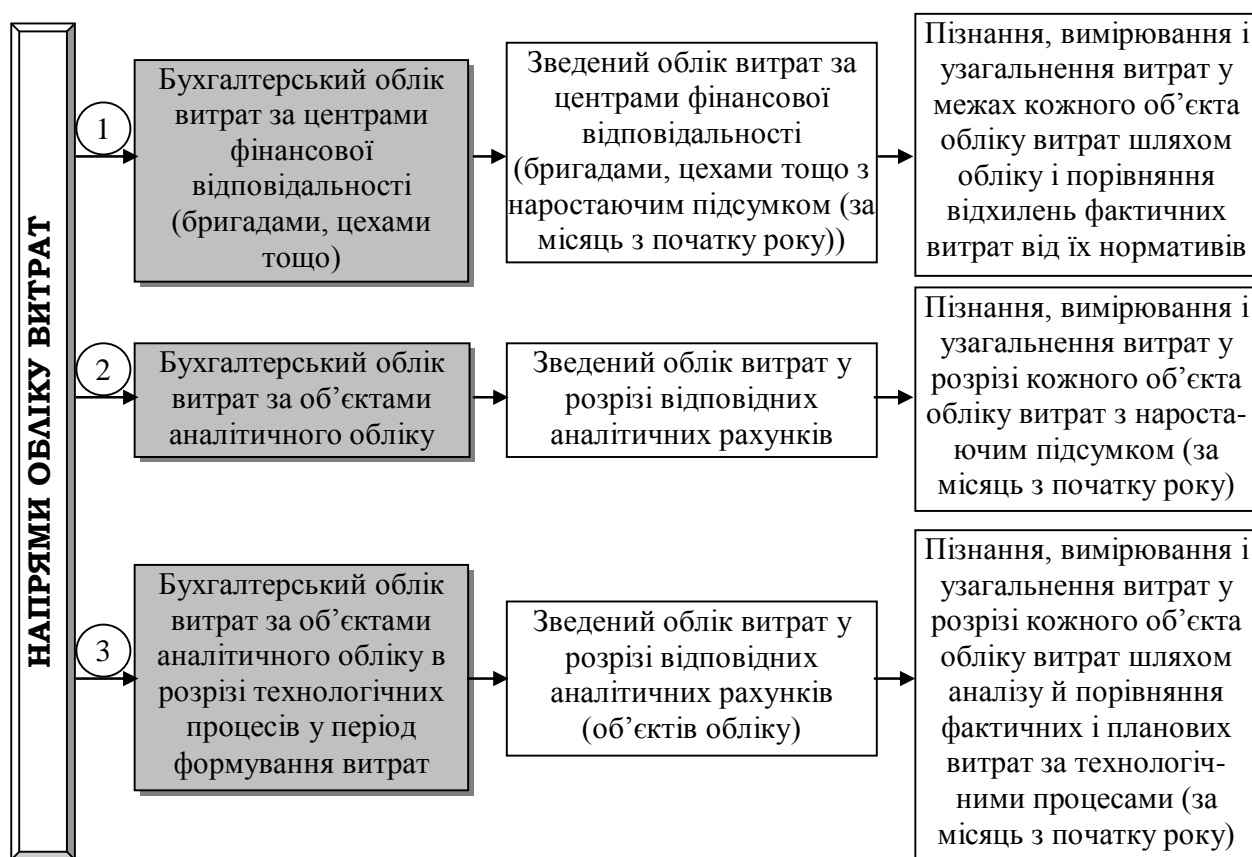 НАПРЯМИ ОБЛІКУ ВИТРАТ
1
Бухгалтерський облік
витрат за центрами
фінансової
відповідальності
(бригадами, цехами
тощо)
Зведений облік витрат за
центрами фінансової
відповідальності
(бригадами, цехами тощо з
наростаючим підсумком (за
місяць з початку року))
Пізнання, вимірювання і
узагальнення витрат у
межах кожного об’єкта
обліку витрат шляхом
обліку і порівняння
відхилень фактичних
витрат від їх нормативів
2
Бухгалтерський облік
витрат за об’єктами
аналітичного обліку
Зведений облік витрат у
розрізі відповідних
аналітичних рахунків
Пізнання, вимірювання і
узагальнення витрат у
розрізі кожного об’єкта
обліку витрат з нароста-
ючим підсумком (за
місяць з початку року)
3
Бухгалтерський облік
витрат за об’єктами
аналітичного обліку в
розрізі технологічних
процесів у період
формування витрат
Зведений облік витрат у
розрізі відповідних
аналітичних рахунків
(об’єктів обліку)
Пізнання, вимірювання і
узагальнення витрат у
розрізі кожного об’єкта
обліку витрат шляхом
аналізу й порівняння
фактичних і планових
витрат за технологіч-
ними процесами (за
місяць з початку року)